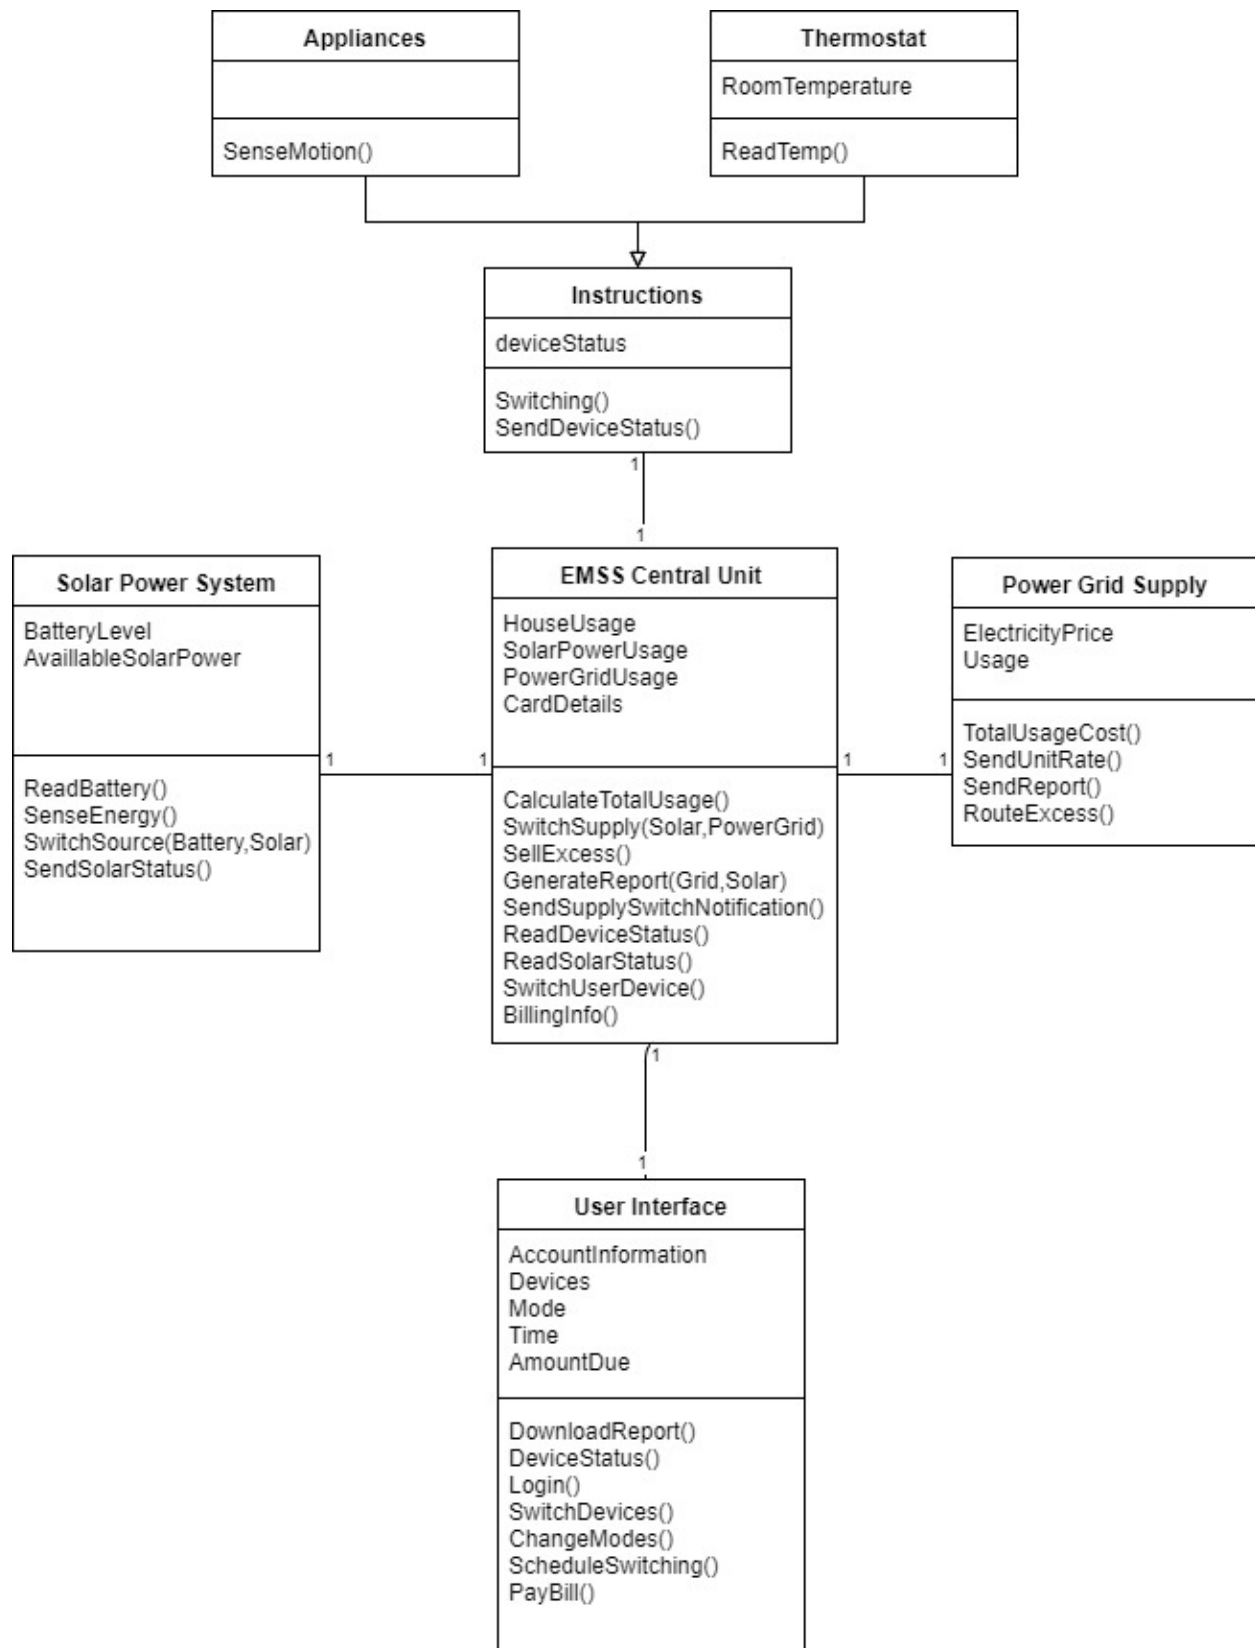 Appliances
SenseMotion()
Thermostat
RoomTemperature
ReadTemp()
Instructions
deviceStatus
Switching()
SendDeviceStatus()
1
1
Solar Power System
BatteryLevel
AvaillableSolarPower
ReadBattery()
SenseEnergy()
SwitchSource(Battery,Solar)
SendSolarStatus()
1
1
EMSS Central Unit
HouseUsage
SolarPowerUsage
PowerGridUsage
CardDetails
CalculateTotalUsage()
SwitchSupply(Solar,PowerGrid)
SellExcess()
GenerateReport(Grid,Solar)
SendSupplySwitchNotification()
ReadDeviceStatus()
ReadSolarStatus()
SwitchUserDevice()
BillingInfo()
1
1
Power Grid Supply
ElectricityPrice
Usage
TotalUsageCost()
SendUnitRate()
SendReport()
RouteExcess()
1
1
User Interface
AccountInformation
Devices
Mode
Time
AmountDue
DownloadReport()
DeviceStatus()
Login()
SwitchDevices()
ChangeModes()
ScheduleSwitching()
PayBill()